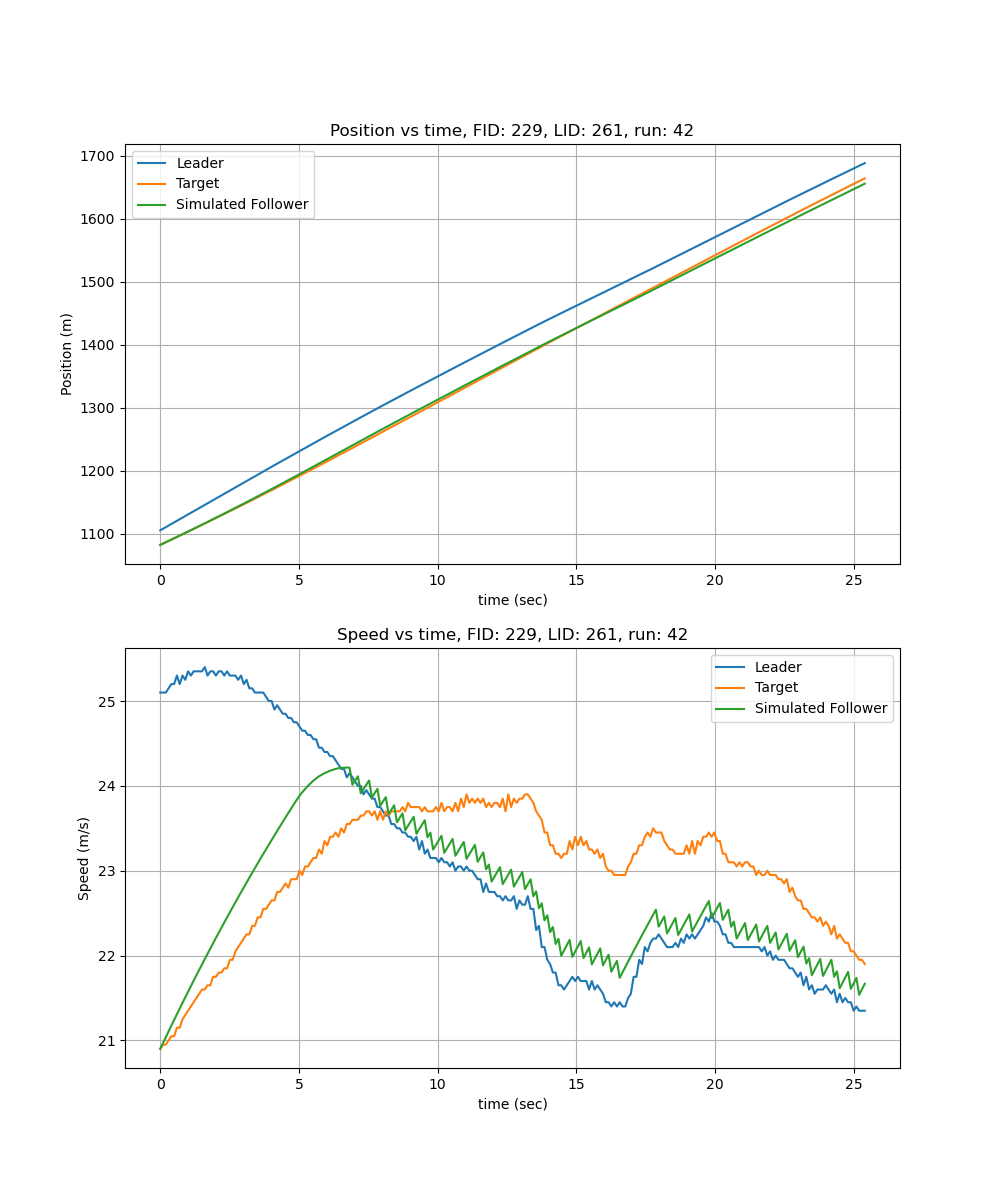 Position vs time, FID: 229, LID: 261, run: 42
Leader
Target
Simulated Follower
Position (m)
1700
1600
1500
1400
1300
1200
1100
0 5 10 15 20 25
time (sec)
Speed vs time, FID: 229, LID: 261, run: 42
Leader
Target
Simulated Follower
Speed (m/s)
25
24
23
22
21
0 5 10 15 20 25
time (sec)